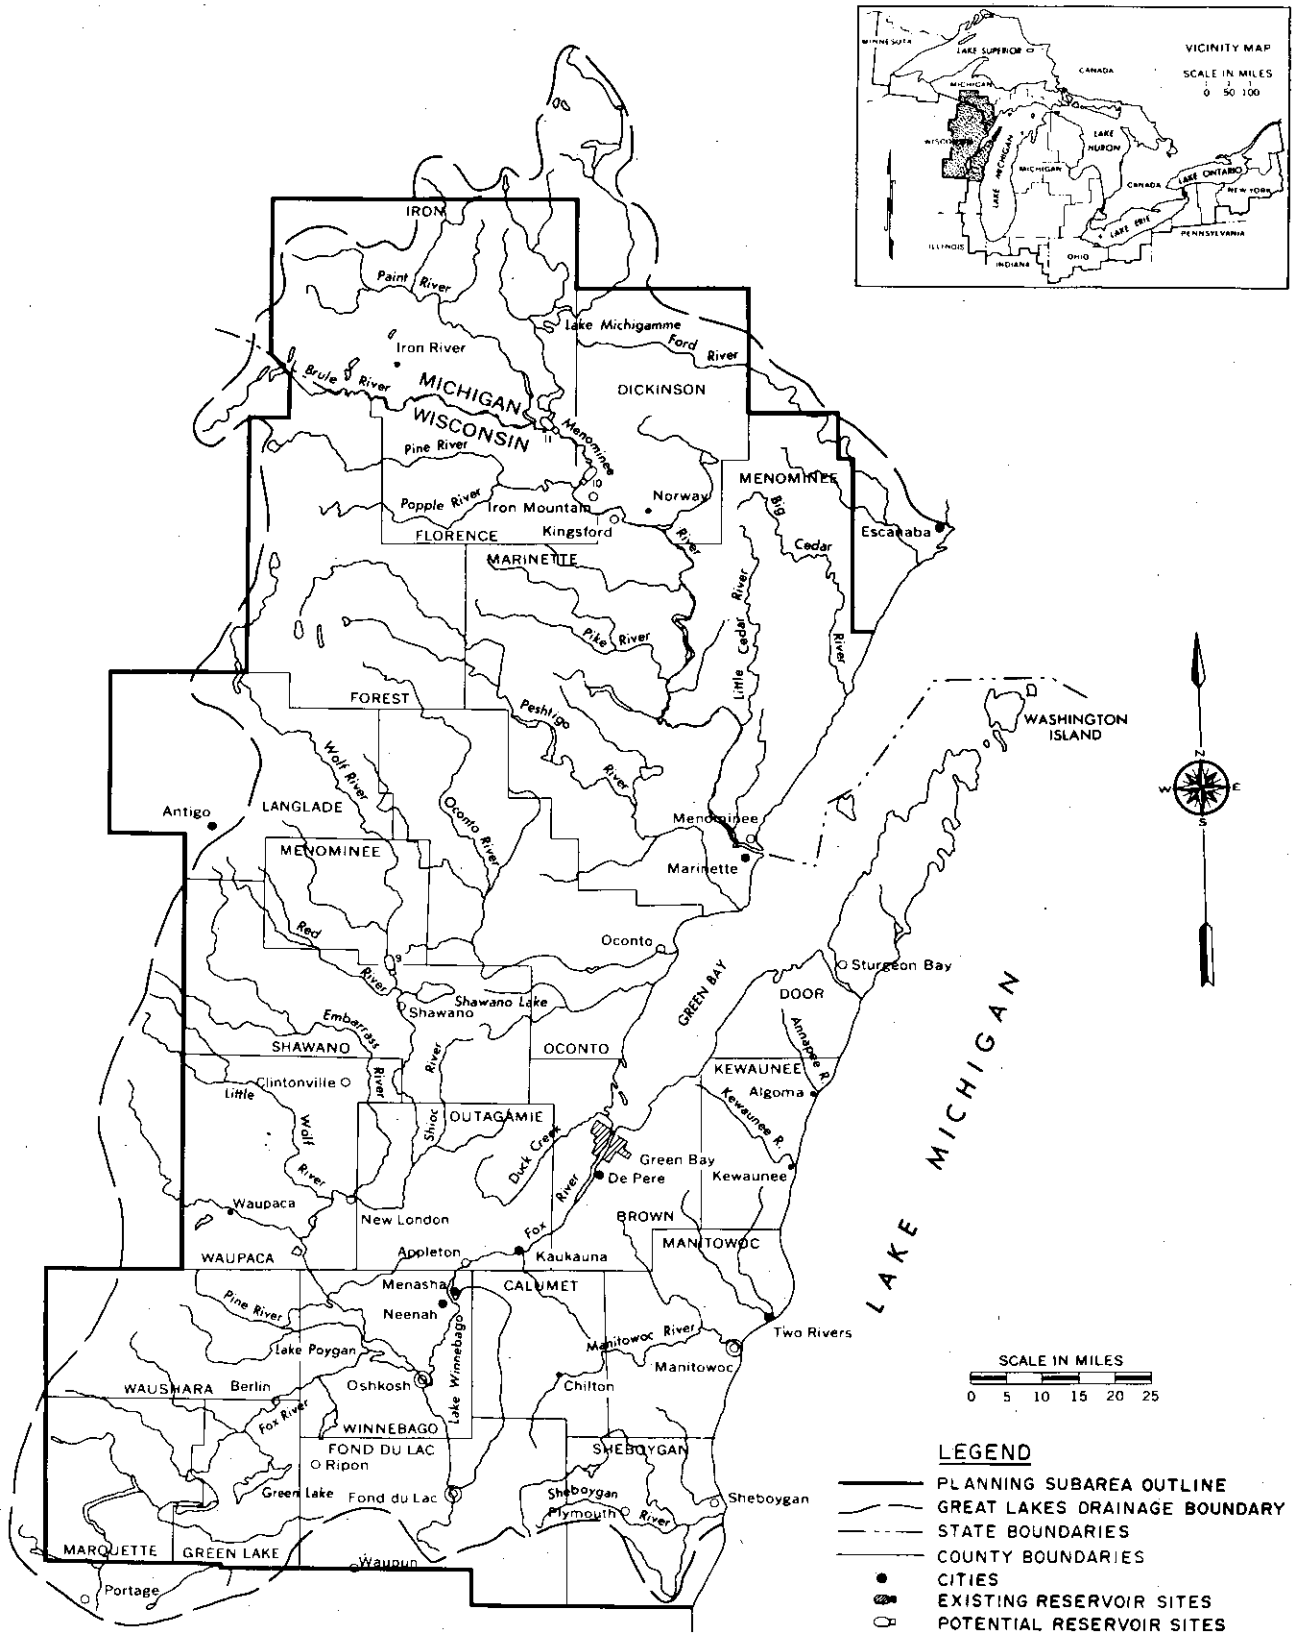 VICINITY MAP
SCALE IN MILES
0 50 100
MINNESOTA
LAKE SUPERIOR
CANADA
MICHIGAN
WISCONSIN
LAKE MICHIGAN
MICHIGAN
LAKE HURON
CANADA
LAKE ONTARIO
NEW YORK
LAKE ERIE
PENNSYLVANIA
ILLINOIS
INDIANA
OHIO
IRON
Paint River
Lake Michigamme
Ford River
Iron River
Brule River
MICHIGAN
WISCONSIN
DICKINSON
Menominee
11
Pine River
10
MENOMINEE
Popple River
Norway
Big
Iron Mountain
Kingsford
Escanaba
FLORENCE
River
Cedar
MARINETTE
Pike River
Little Cedar River
River
FOREST
Peshtigo
River
WASHINGTON
ISLAND
N
W E
S
Wolf River
LANGLADE
Antigo
Oconto River
Menominee
MENOMINEE
Marinette
Red
River
9
Oconto
Sturgeon Bay
GREEN BAY
DOOR
Shawano Lake
Shawano
Embarrass
River
SHAWANO
Shioc
River
OCONTO
Annapee R.
KEWAUNEE
Clintonville
Little
Wolf
River
Algoma
Kewaunee R.
OUTAGAMIE
Duck Creek
Green Bay
De Pere
Kewaunee
LAKE MICHIGAN
Waupaca
New London
Fox
River
BROWN
MANITOWOC
WAUPACA
Appleton
Kaukauna
Menasha
CALUMET
Neenah
Pine River
Lake Winnebago
Manitowoc River
Two Rivers
Lake Poygan
Manitowoc
WAUSHARA
Berlin
Oshkosh
Chilton
Fox River
WINNEBAGO
FOND DU LAC
SHEBOYGAN
Ripon
Green Lake
Fond du Lac
Sheboygan
River
Plymouth
Sheboygan
MARQUETTE
GREEN LAKE
Waupun
Portage
SCALE IN MILES
0 5 10 15 20 25
LEGEND
PLANNING SUBAREA OUTLINE
GREAT LAKES DRAINAGE BOUNDARY
STATE BOUNDARIES
COUNTY BOUNDARIES
CITIES
EXISTING RESERVOIR SITES
POTENTIAL RESERVOIR SITES